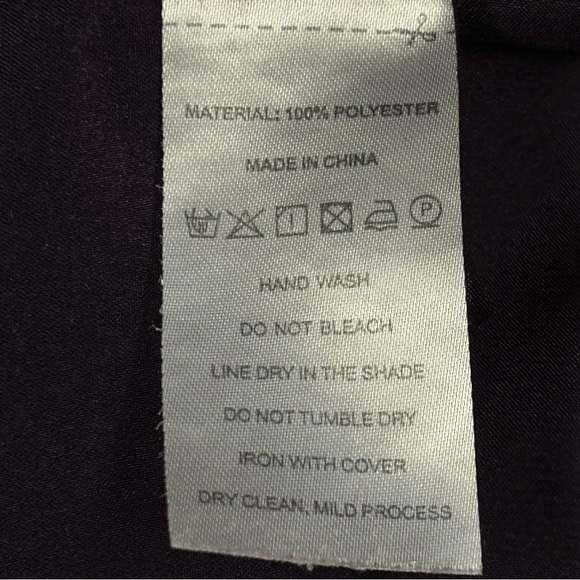 MATERIAL: 100% POLYESTER
MADE IN CHINA
P
HAND WASH
DO NOT BLEACH
LINE DRY IN THE SHADE
DO NOT TUMBLE DRY
IRON WITH COVER
DRY CLEAN, MILD PROCESS